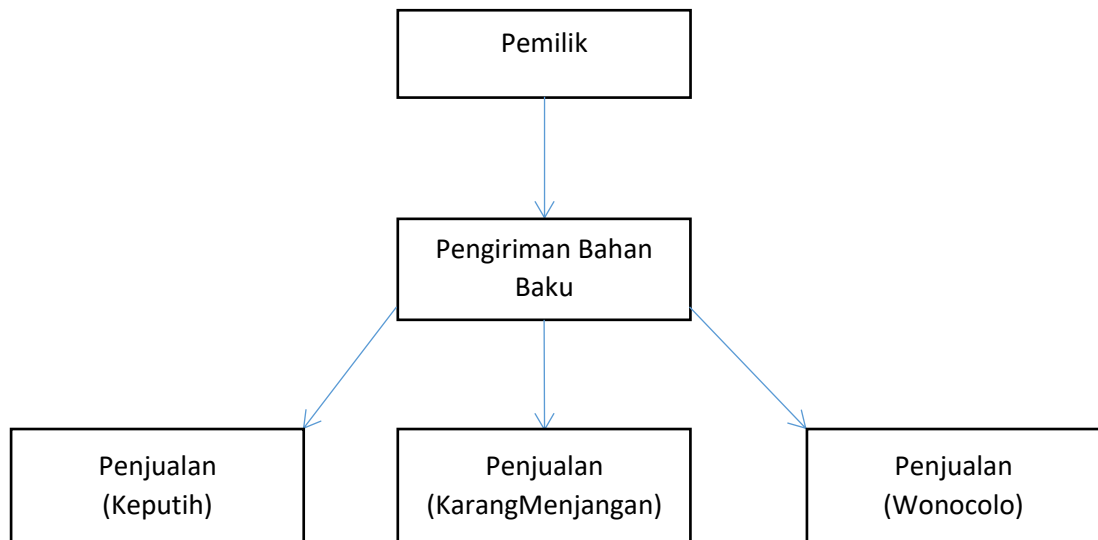 Pemilik
Pengiriman Bahan
Baku
Penjualan
(Keputih)
Penjualan
(KarangMenjangan)
Penjualan
(Wonocolo)